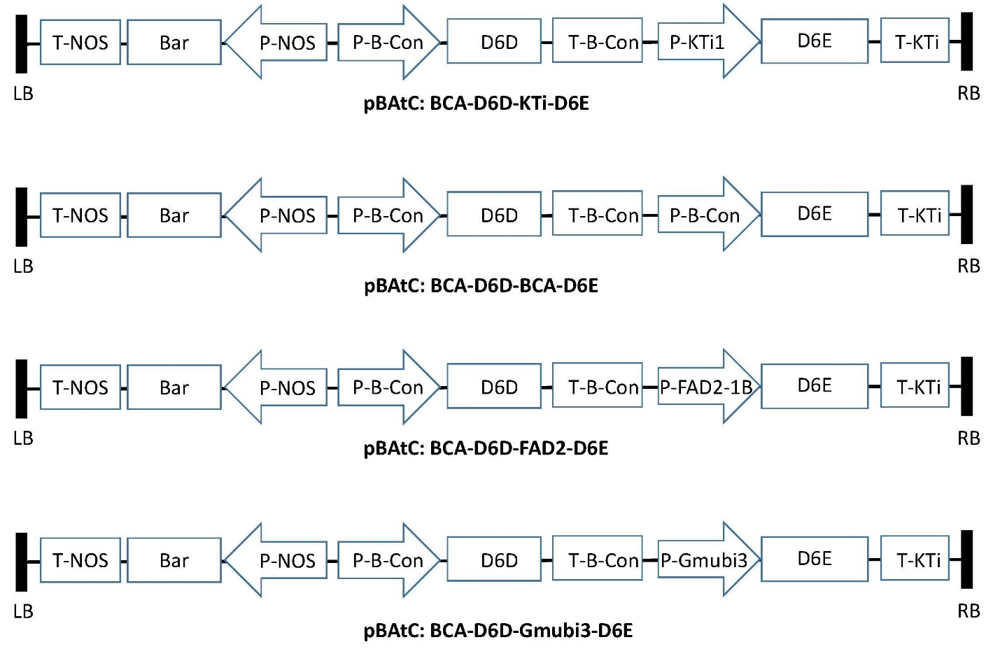 T-NOS Bar P-NOS P-B-Con D6D T-B-Con P-KTi1 D6E T-KTi
LB RB
pBAtC: BCA-D6D-KTi-D6E
T-NOS Bar P-NOS P-B-Con D6D T-B-Con P-B-Con D6E T-KTi
LB RB
pBAtC: BCA-D6D-BCA-D6E
T-NOS Bar P-NOS P-B-Con D6D T-B-Con P-FAD2-1B D6E T-KTi
LB RB
pBAtC: BCA-D6D-FAD2-D6E
T-NOS Bar P-NOS P-B-Con D6D T-B-Con P-Gmubi3 D6E T-KTi
LB RB
pBAtC: BCA-D6D-Gmubi3-D6E